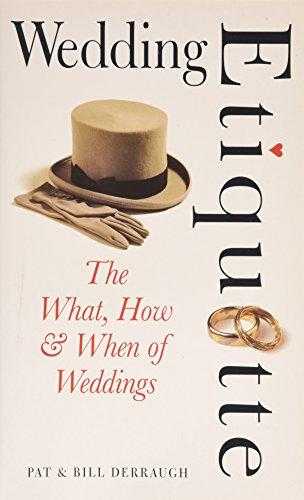 Wedding
Etiquette
The
What, How
& When of
Weddings
PAT & BILL DERRAUGH